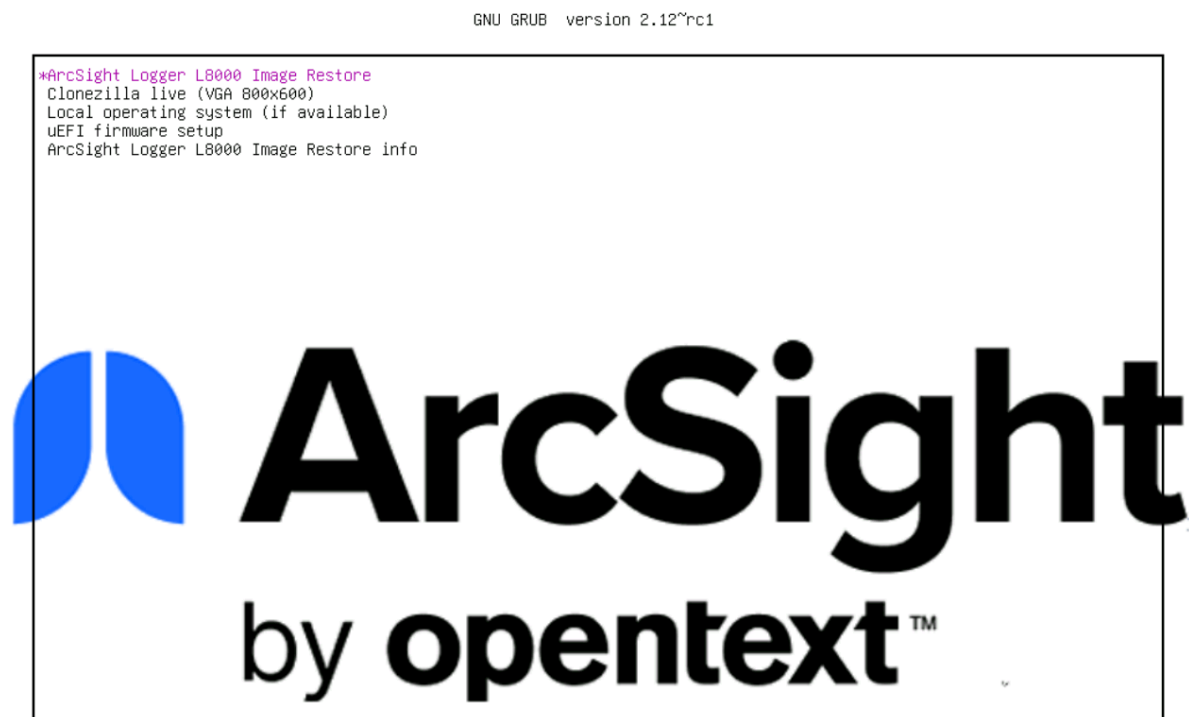 GNU GRUB  version 2.12~rc1
*ArcSight Logger L8000 Image Restore
Clonezilla live (VGA 800x600)
Local operating system (if available)
uEFI firmware setup
ArcSight Logger L8000 Image Restore info
ArcSight
by opentext™